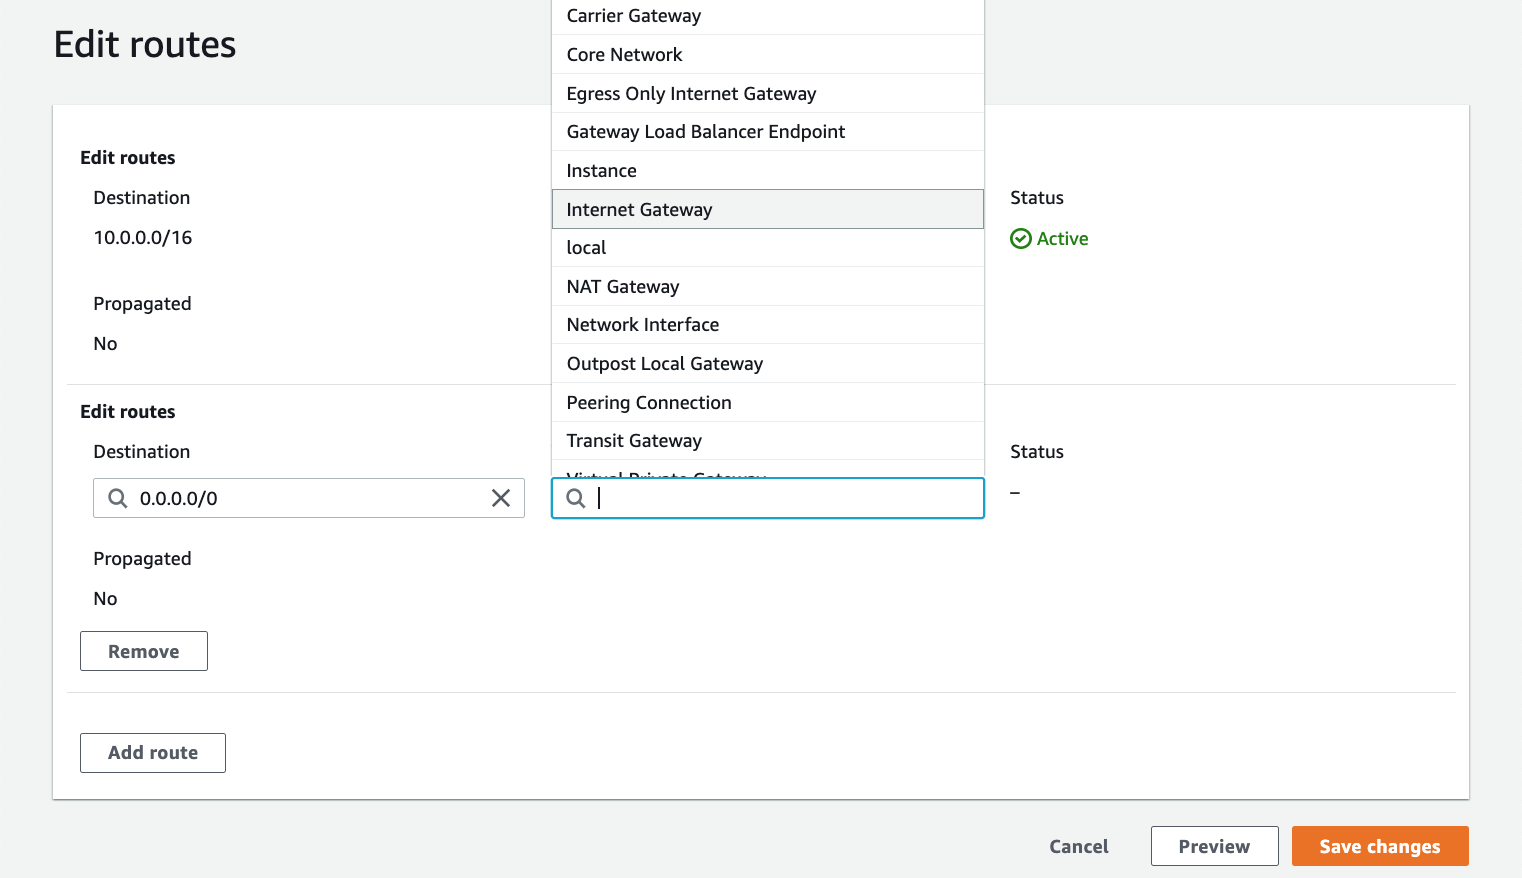 Edit routes
Carrier Gateway
Core Network
Egress Only Internet Gateway
Gateway Load Balancer Endpoint
Instance
Internet Gateway
local
NAT Gateway
Network Interface
Outpost Local Gateway
Peering Connection
Transit Gateway
Virtual Private Gateway
Edit routes
Destination
10.0.0.0/16
Status
Active
Propagated
No
Edit routes
Destination
0.0.0.0/0
Status
–
Propagated
No
Remove
Add route
Cancel
Preview
Save changes